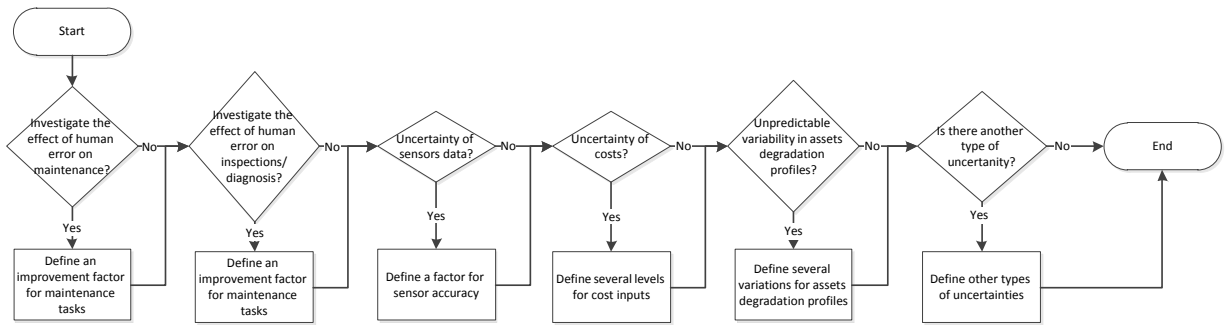 Start
Investigate the
effect of human
error on
maintenance?
No
Yes
Define an
improvement factor
for maintenance
tasks
Investigate the
effect of human
error on
inspections/
diagnosis?
No
Yes
Define an
improvement factor
for maintenance
tasks
Uncertainty of
sensors data?
No
Yes
Define a factor for
sensor accuracy
Uncertainty of
costs?
No
Yes
Define several levels
for cost inputs
Unpredictable
variability in assets
degradation
profiles?
No
Yes
Define several
variations for assets
degradation profiles
Is there another
type of
uncertanity?
No
Yes
Define other types
of uncertainties
End